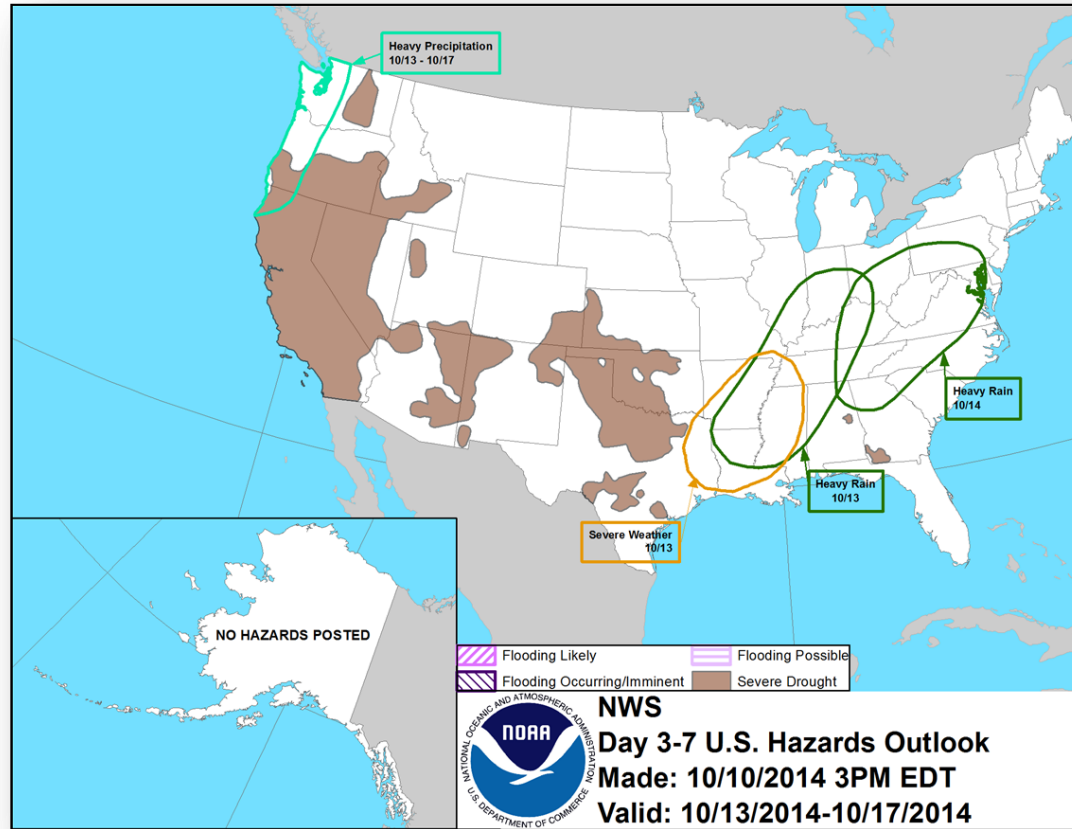 Heavy Precipitation
10/13 - 10/17
Heavy Rain
10/14
Heavy Rain
10/13
Severe Weather
10/13
NO HAZARDS POSTED
Flooding Likely
Flooding Possible
Flooding Occurring/Imminent
Severe Drought
NATIONAL OCEANIC AND ATMOSPHERIC ADMINISTRATION
NOAA
U.S. DEPARTMENT OF COMMERCE
NWS
Day 3-7 U.S. Hazards Outlook
Made: 10/10/2014 3PM EDT
Valid: 10/13/2014-10/17/2014